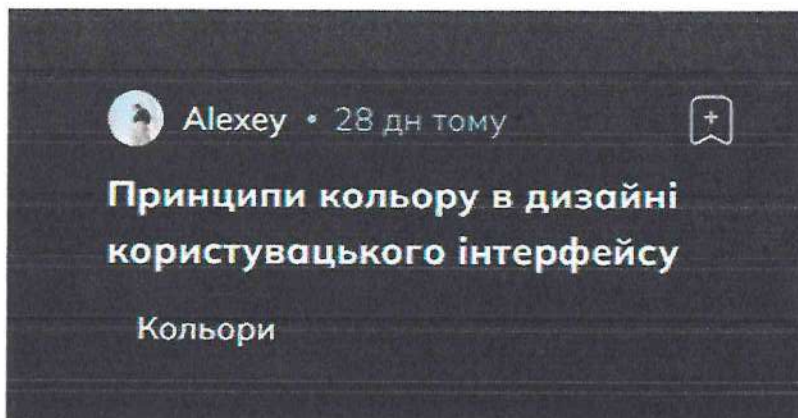 Alexey • 28 дн тому
Принципи кольору в дизайні
користувацького інтерфейсу
Кольори